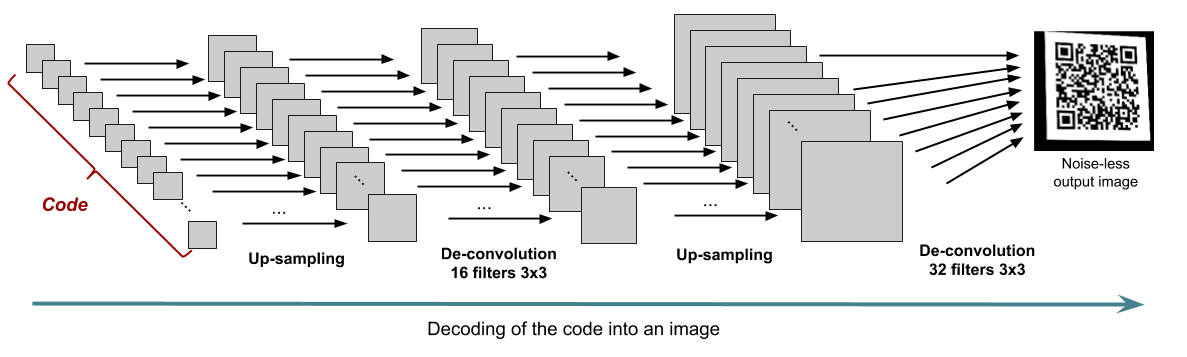 Code
Up-sampling
...
De-convolution
16 filters 3x3
...
Up-sampling
...
De-convolution
32 filters 3x3
Noise-less
output image
Decoding of the code into an image